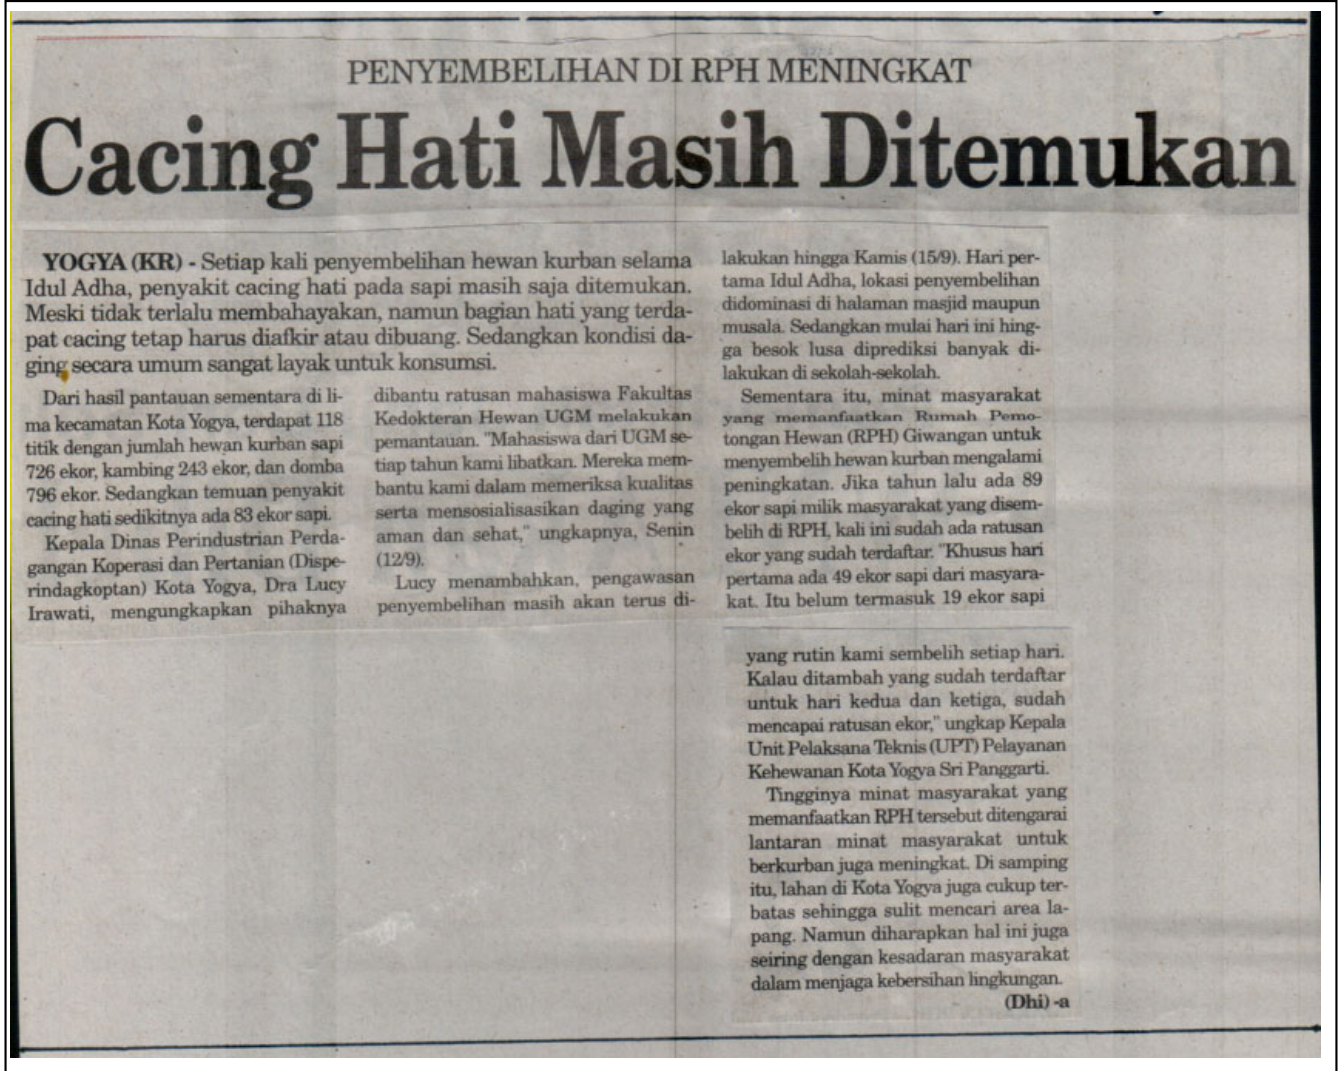 PENYEMBELIHAN DI RPH MENINGKAT
Cacing Hati Masih Ditemukan
YOGYA (KR) - Setiap kali penyembelihan hewan kurban selama
Idul Adha, penyakit cacing hati pada sapi masih saja ditemukan.
Meski tidak terlalu membahayakan, namun bagian hati yang terda-
pat cacing tetap harus diafkir atau dibuang. Sedangkan kondisi da-
ging secara umum sangat layak untuk konsumsi.
Dari hasil pantauan sementara di li-
ma kecamatan Kota Yogya, terdapat 118
titik dengan jumlah hewan kurban sapi
726 ekor, kambing 243 ekor, dan domba
796 ekor. Sedangkan temuan penyakit
cacing hati sedikitnya ada 83 ekor sapi.
Kepala Dinas Perindustrian Perda-
gangan Koperasi dan Pertanian (Dispe-
rindagkoptan) Kota Yogya, Dra Lucy
Irawati, mengungkapkan pihaknya
dibantu ratusan mahasiswa Fakultas
Kedokteran Hewan UGM melakukan
pemantauan. "Mahasiswa dari UGM se-
tiap tahun kami libatkan. Mereka mem-
bantu kami dalam memeriksa kualitas
serta mensosialisasikan daging yang
aman dan sehat," ungkapnya, Senin
(12/9).
Lucy menambahkan, pengawasan
penyembelihan masih akan terus di-
lakukan hingga Kamis (15/9). Hari per-
tama Idul Adha, lokasi penyembelihan
didominasi di halaman masjid maupun
musala. Sedangkan mulai hari ini hing-
ga besok lusa diprediksi banyak di-
lakukan di sekolah-sekolah.
Sementara itu, minat masyarakat
yang memanfaatkan Rumah Pemo-
tongan Hewan (RPH) Giwangan untuk
menyembelih hewan kurban mengalami
peningkatan. Jika tahun lalu ada 89
ekor sapi milik masyarakat yang disem-
belih di RPH, kali ini sudah ada ratusan
ekor yang sudah terdaftar. "Khusus hari
pertama ada 49 ekor sapi dari masyara-
kat. Itu belum termasuk 19 ekor sapi
yang rutin kami sembelih setiap hari.
Kalau ditambah yang sudah terdaftar
untuk hari kedua dan ketiga, sudah
mencapai ratusan ekor," ungkap Kepala
Unit Pelaksana Teknis (UPT) Pelayanan
Kehewanan Kota Yogya Sri Panggarti.
Tingginya minat masyarakat yang
memanfaatkan RPH tersebut ditengarai
lantaran minat masyarakat untuk
berkurban juga meningkat. Di samping
itu, lahan di Kota Yogya juga cukup ter-
batas sehingga sulit mencari area la-
pang. Namun diharapkan hal ini juga
seiring dengan kesadaran masyarakat
dalam menjaga kebersihan lingkungan.
(Dhi) -a